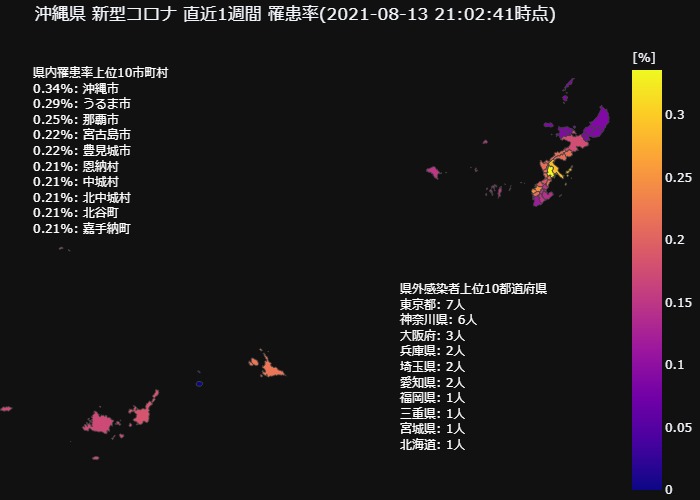 沖縄県 新型コロナ 直近1週間 罹患率(2021-08-13 21:02:41時点)
県内罹患率上位10市町村
0.34%: 沖縄市
0.29%: うるま市
0.25%: 那覇市
0.22%: 宮古島市
0.22%: 豊見城市
0.21%: 恩納村
0.21%: 中城村
0.21%: 北中城村
0.21%: 北谷町
0.21%: 嘉手納町
県外感染者上位10都道府県
東京都: 7人
神奈川県: 6人
大阪府: 3人
兵庫県: 2人
埼玉県: 2人
愛知県: 2人
福岡県: 1人
三重県: 1人
宮城県: 1人
北海道: 1人
[%]
0.3
0.25
0.2
0.15
0.1
0.05
0